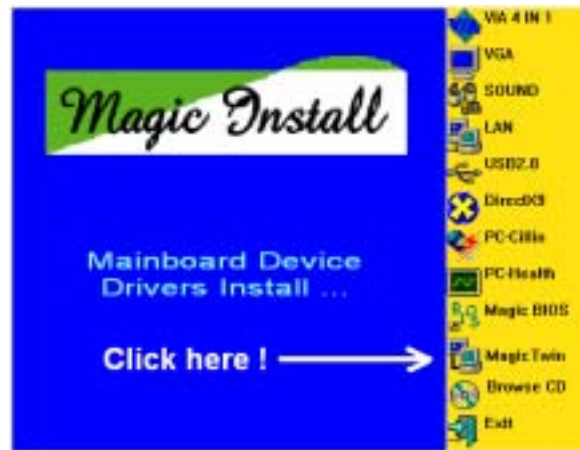 Magic Install
Mainboard Device
Drivers Install ...
Click here !
VIA 4 IN 1
VGA
SOUND
LAN
USB2.0
DirectX9
PC-Cillin
PC-Health
Magic BIOS
MagicTwin
Browse CD
Exit